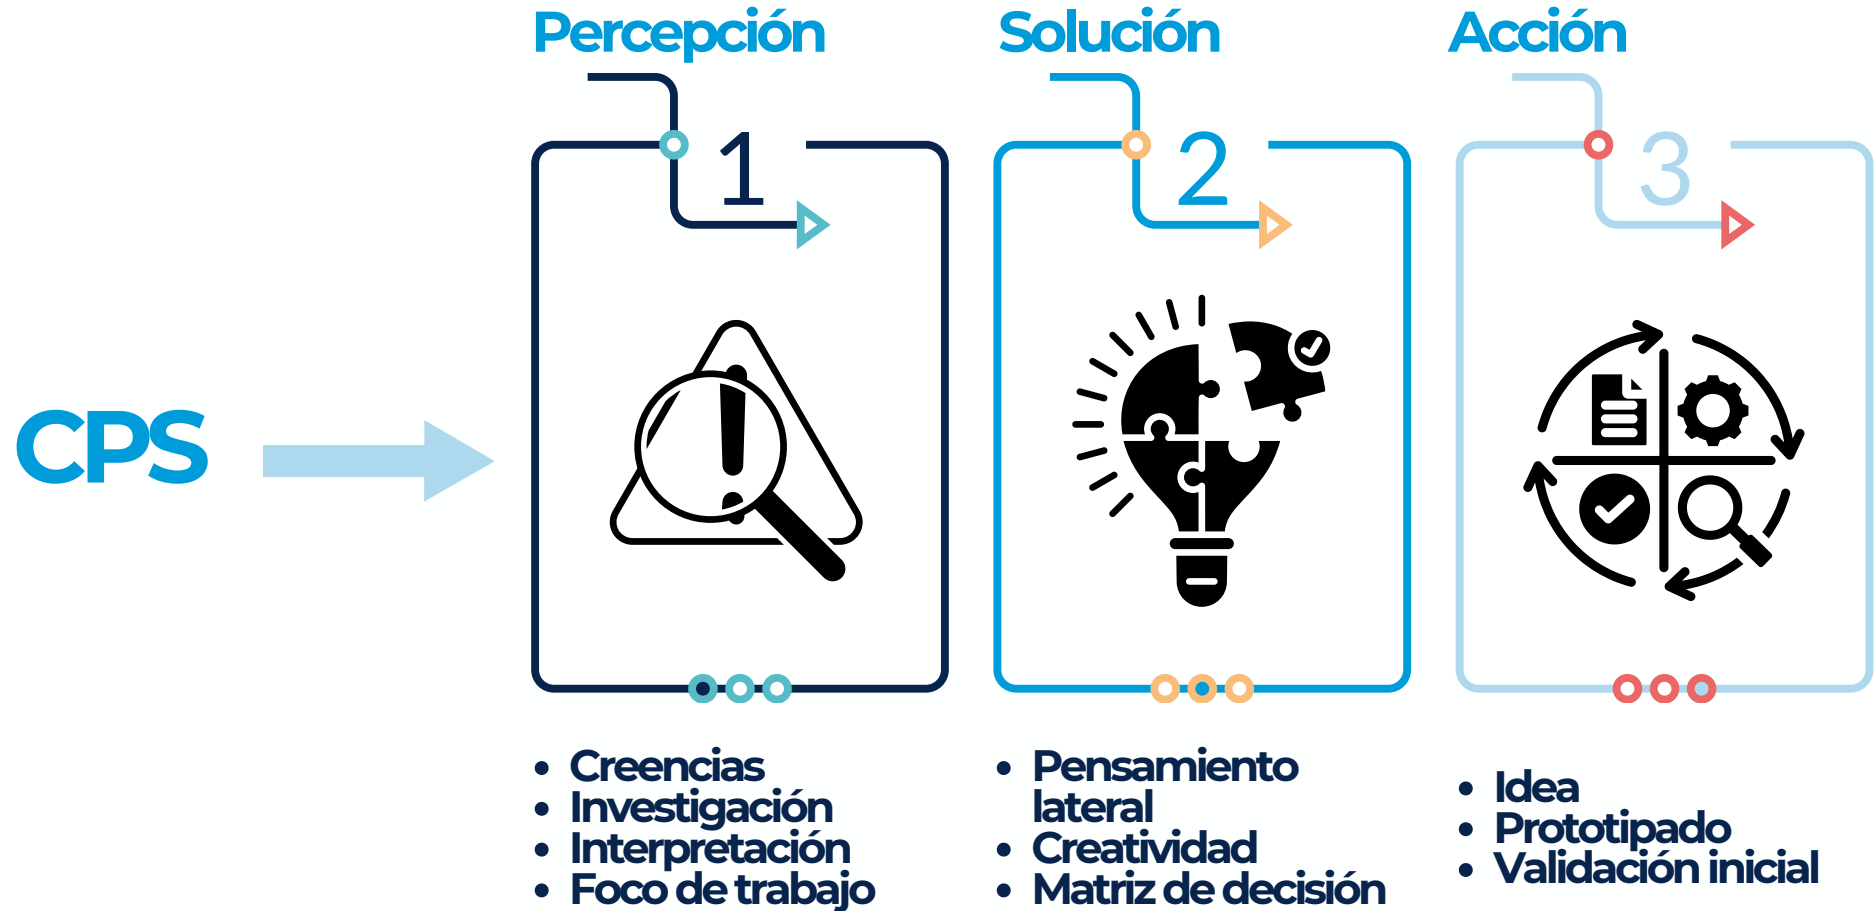 CPS
Percepción
1
• Creencias
• Investigación
• Interpretación
• Foco de trabajo
Solución
2
• Pensamiento
lateral
• Creatividad
• Matriz de decisión
Acción
3
• Idea
• Prototipado
• Validación inicial